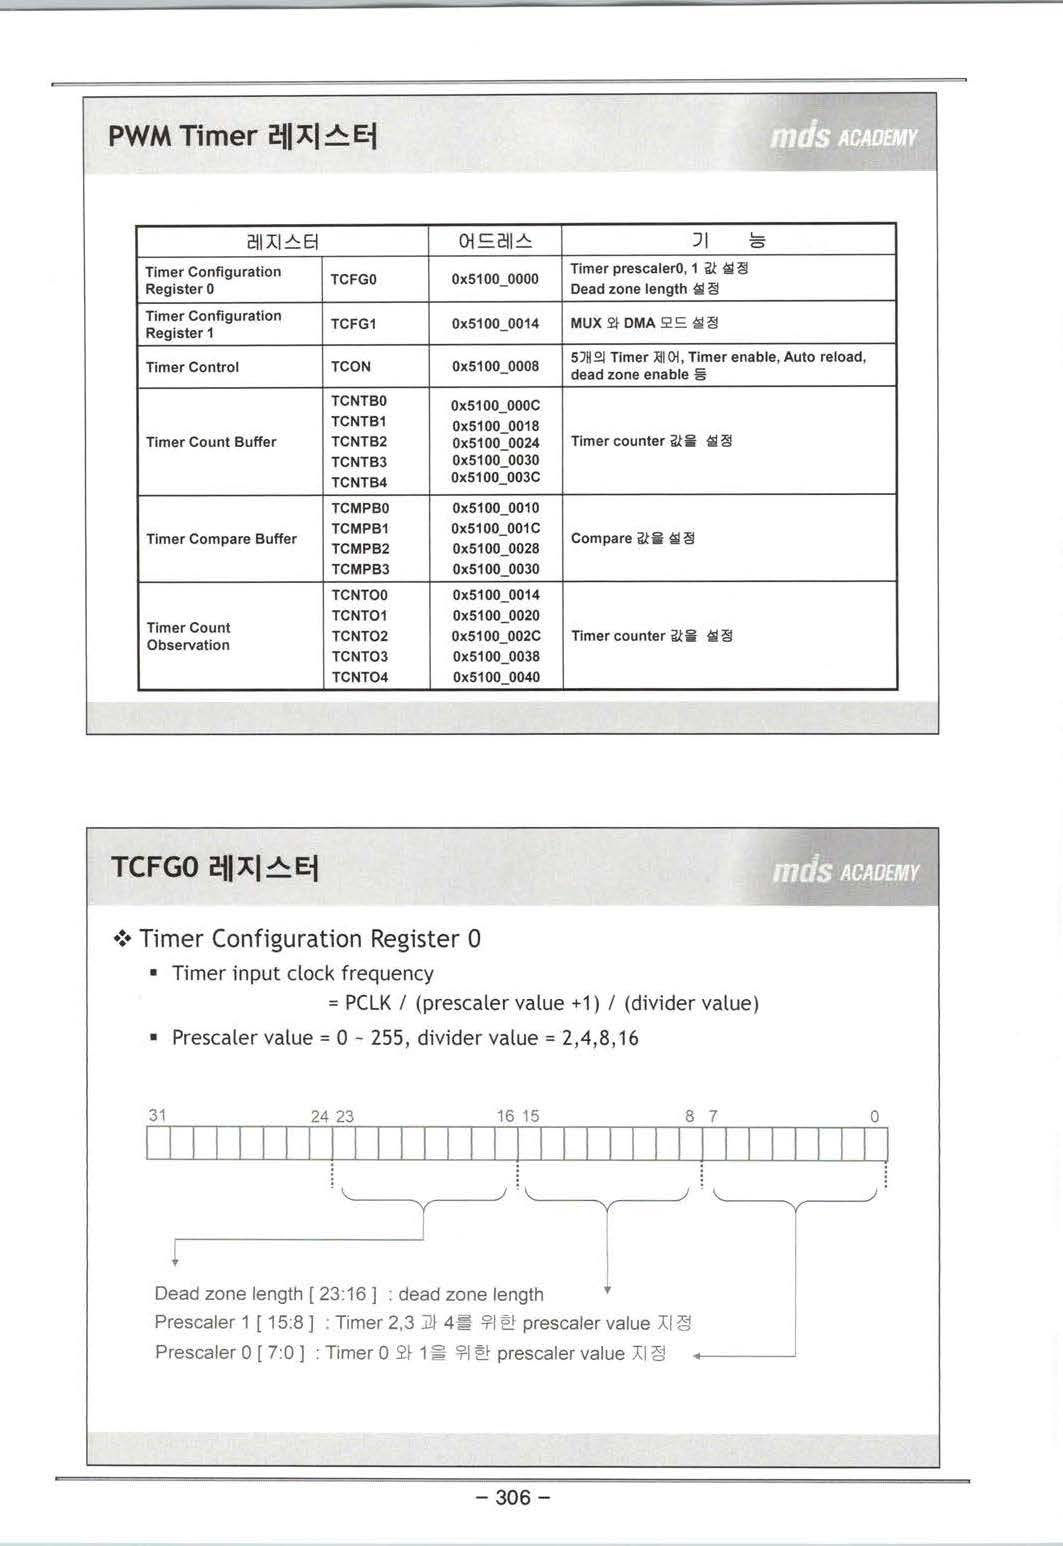 PWM Timer 레지스터
mds ACADEMY
레지스터 어드레스 기 능
Timer Configuration
Register 0
TCFG0
0x5100_0000
Timer prescaler0, 1 값 설정
Dead zone length 설정
Timer Configuration
Register 1
TCFG1
0x5100_0014
MUX 와 DMA 모드 설정
Timer Control
TCON
0x5100_0008
5개의 Timer 제어, Timer enable, Auto reload,
dead zone enable 등
Timer Count Buffer
TCNTB0 0x5100_000C
TCNTB1 0x5100_0018
TCNTB2 0x5100_0024
TCNTB3 0x5100_0030
TCNTB4 0x5100_003C
Timer counter 값을 설정
Timer Compare Buffer
TCMPB0 0x5100_0010
TCMPB1 0x5100_001C
TCMPB2 0x5100_0028
TCMPB3 0x5100_0030
Compare 값을 설정
Timer Count
Observation
TCNTO0 0x5100_0014
TCNTO1 0x5100_0020
TCNTO2 0x5100_002C
TCNTO3 0x5100_0038
TCNTO4 0x5100_0040
Timer counter 값을 설정
TCFG0 레지스터
mds ACADEMY
❖ Timer Configuration Register 0
▪ Timer input clock frequency
= PCLK / (prescaler value +1) / (divider value)
▪ Prescaler value = 0 ~ 255, divider value = 2,4,8,16
31 24 23 16 15 8 7 0
Dead zone length [ 23:16 ] : dead zone length
Prescaler 1 [ 15:8 ] : Timer 2,3 과 4를 위한 prescaler value 지정
Prescaler 0 [ 7:0 ] : Timer 0 와 1을 위한 prescaler value 지정
- 306 -